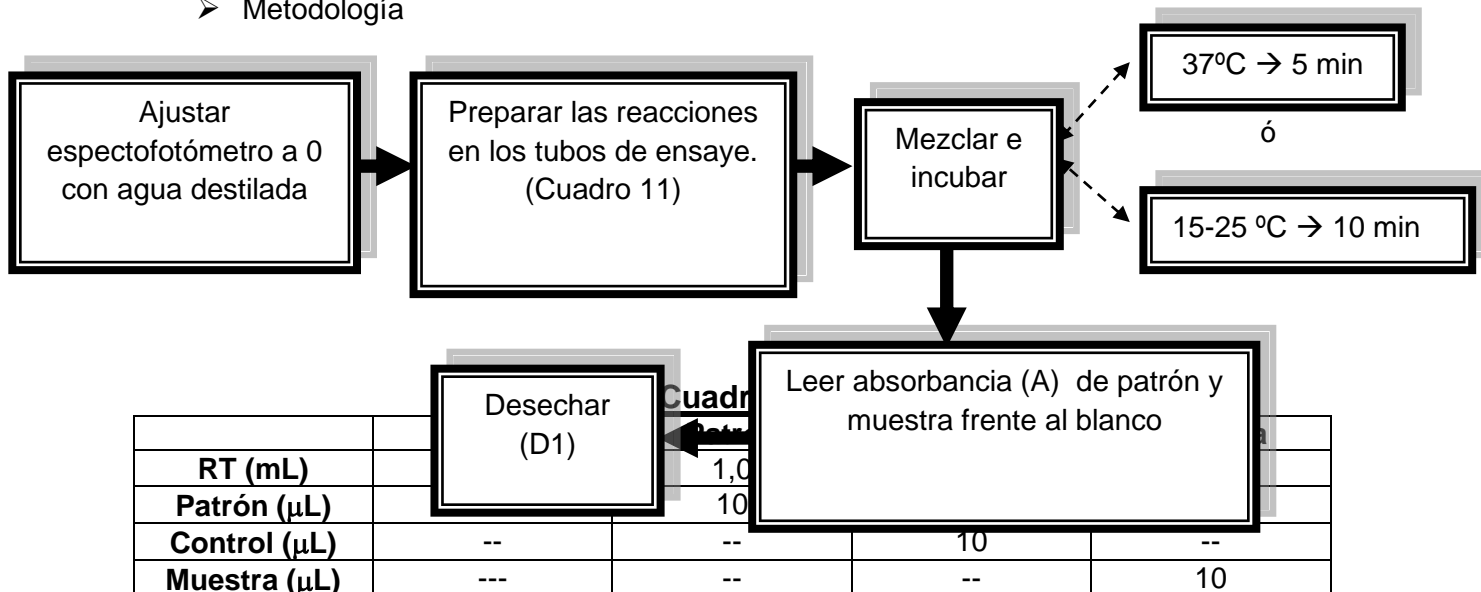 ➢ Metodología
Ajustar
espectofotómetro a 0
con agua destilada
Preparar las reacciones
en los tubos de ensaye.
(Cuadro 11)
Mezclar e
incubar
37ºC → 5 min
ó
15-25 ºC → 10 min
Leer absorbancia (A) de patrón y
muestra frente al blanco
Desechar
(D1)
RT (mL)
Patrón (μL) 10
Control (μL) -- -- 10 --
Muestra (μL) --- -- -- 10